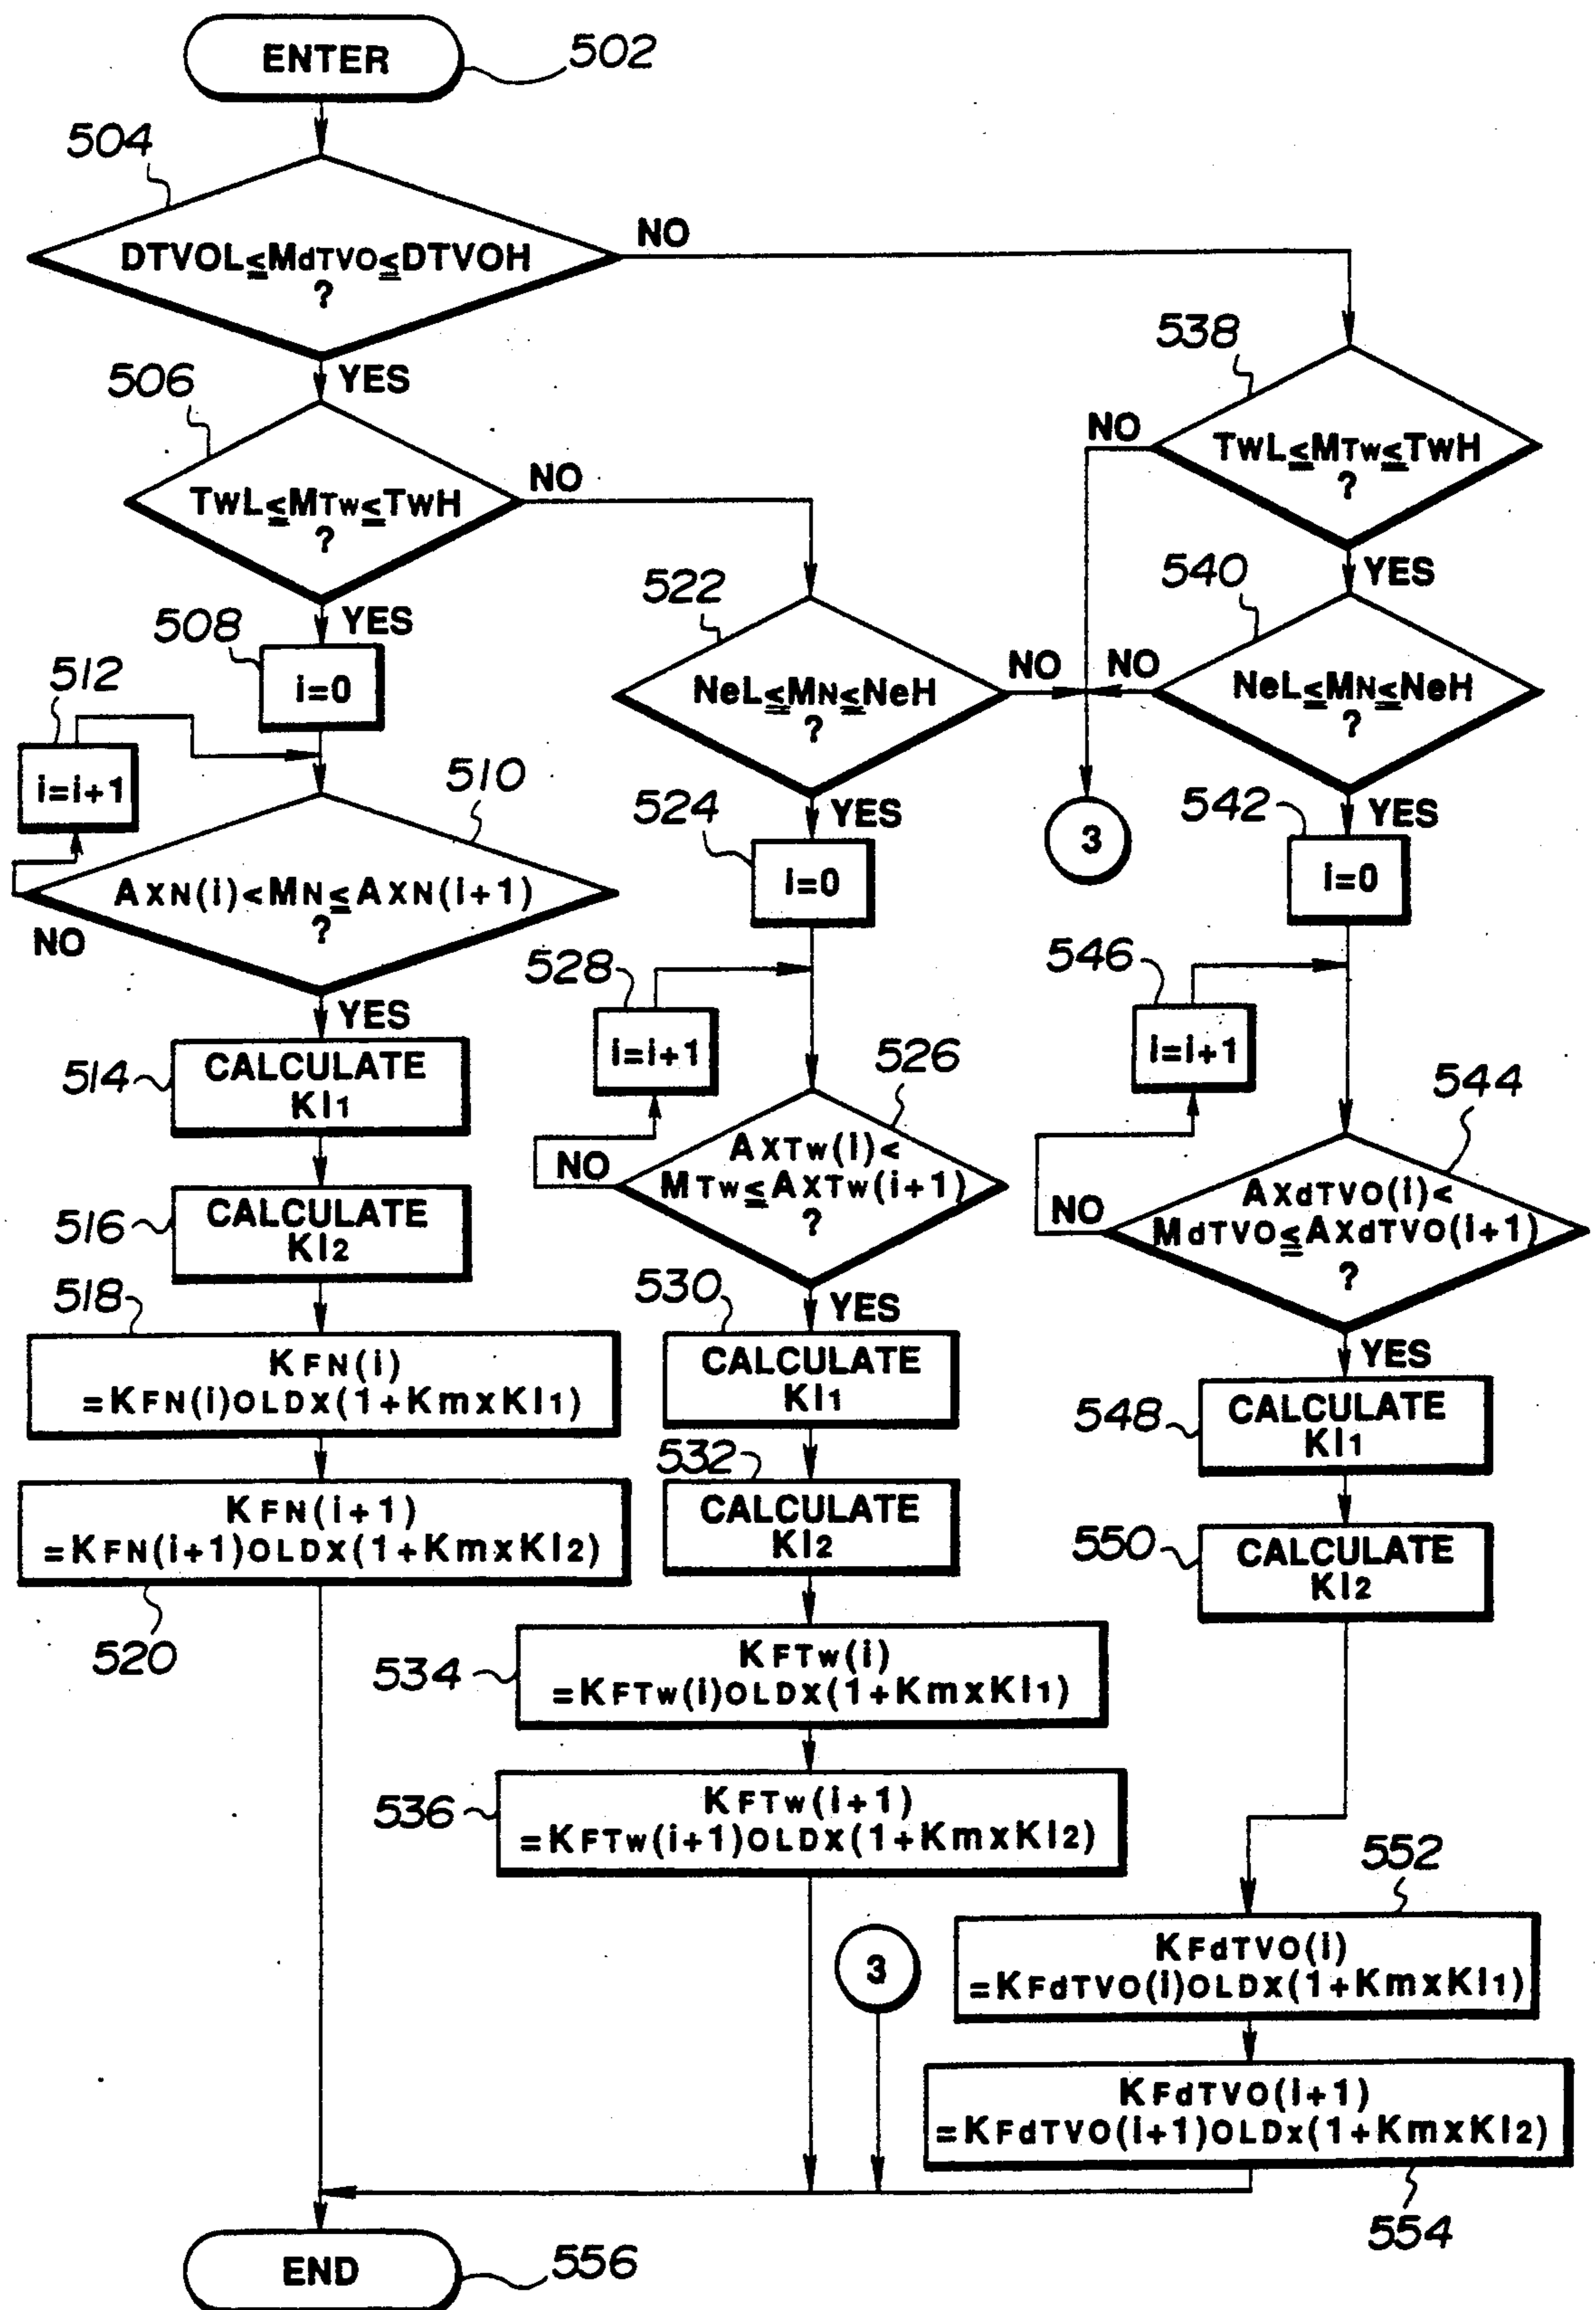 ENTER
502
504
DTVOL≦MdTVO≦DTVOH
?
NO
YES
506
TwL≦MTw≦TwH
?
NO
YES
508
i=0
512
i=i+1
510
AXN(i)<MN≦AXN(i+1)
?
NO
YES
514
CALCULATE
KI1
516
CALCULATE
KI2
518
KFN(i)
=KFN(i)OLDx(1+KmxKI1)
KFN(i+1)
=KFN(i+1)OLDx(1+KmxKI2)
520
522
NeL≦MN≦NeH
?
NO
YES
524
i=0
528
i=i+1
526
AXTw(i)<
MTw≦AXTw(i+1)
?
NO
YES
530
CALCULATE
KI1
532
CALCULATE
KI2
534
KFTw(i)
=KFTw(i)OLDx(1+KmxKI1)
536
KFTw(i+1)
=KFTw(i+1)OLDx(1+KmxKI2)
538
TwL≦MTw≦TwH
?
NO
YES
540
NeL≦MN≦NeH
?
NO
YES
3
542
i=0
546
i=i+1
544
AXdTVO(i)<
MdTVO≦AXdTVO(i+1)
?
NO
YES
548
CALCULATE
KI1
550
CALCULATE
KI2
552
KFdTVO(i)
=KFdTVO(i)OLDx(1+KmxKI1)
KFdTVO(i+1)
=KFdTVO(i+1)OLDx(1+KmxKI2)
554
3
END
556